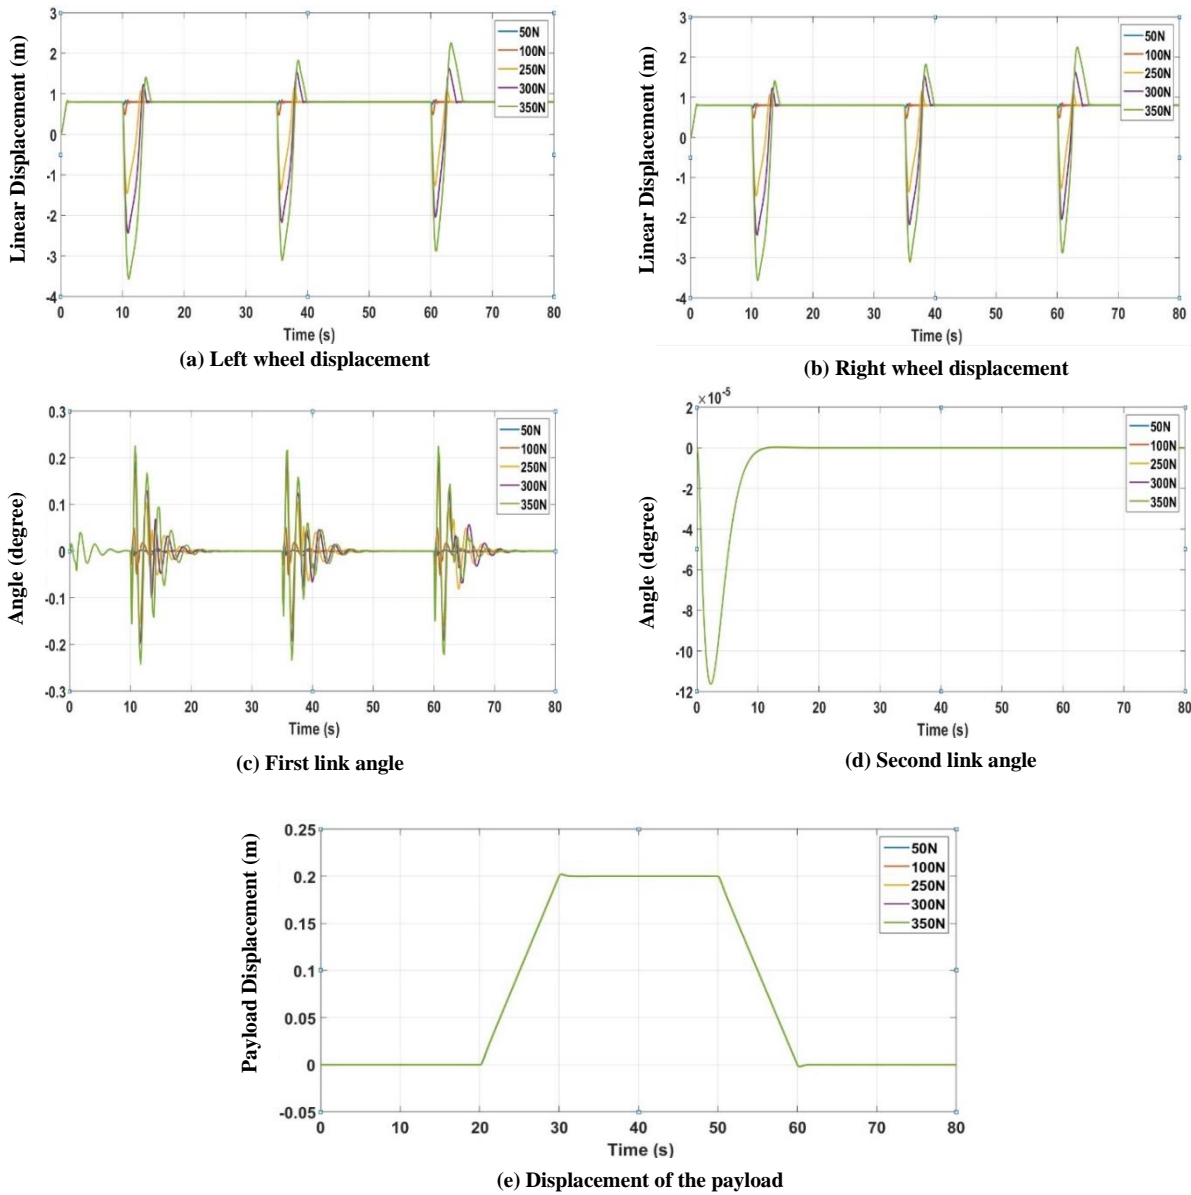 Linear Displacement (m)
3
2
1
0
-1
-2
-3
-4
0
10
20
30
40
50
60
70
80
50N
100N
250N
300N
350N
Time (s)
(a) Left wheel displacement
Linear Displacement (m)
3
2
1
0
-1
-2
-3
-4
0
10
20
30
40
50
60
70
80
50N
100N
250N
300N
350N
Time (s)
(b) Right wheel displacement
Angle (degree)
0.3
0.2
0.1
0
-0.1
-0.2
-0.3
0
10
20
30
40
50
60
70
80
50N
100N
250N
300N
350N
Time (s)
(c) First link angle
Angle (degree)
×10⁻⁵
2
0
-2
-4
-6
-8
-10
-12
0
10
20
30
40
50
60
70
80
50N
100N
250N
300N
350N
Time (s)
(d) Second link angle
Payload Displacement (m)
0.25
0.2
0.15
0.1
0.05
0
-0.05
0
10
20
30
40
50
60
70
80
50N
100N
250N
300N
350N
Time (s)
(e) Displacement of the payload